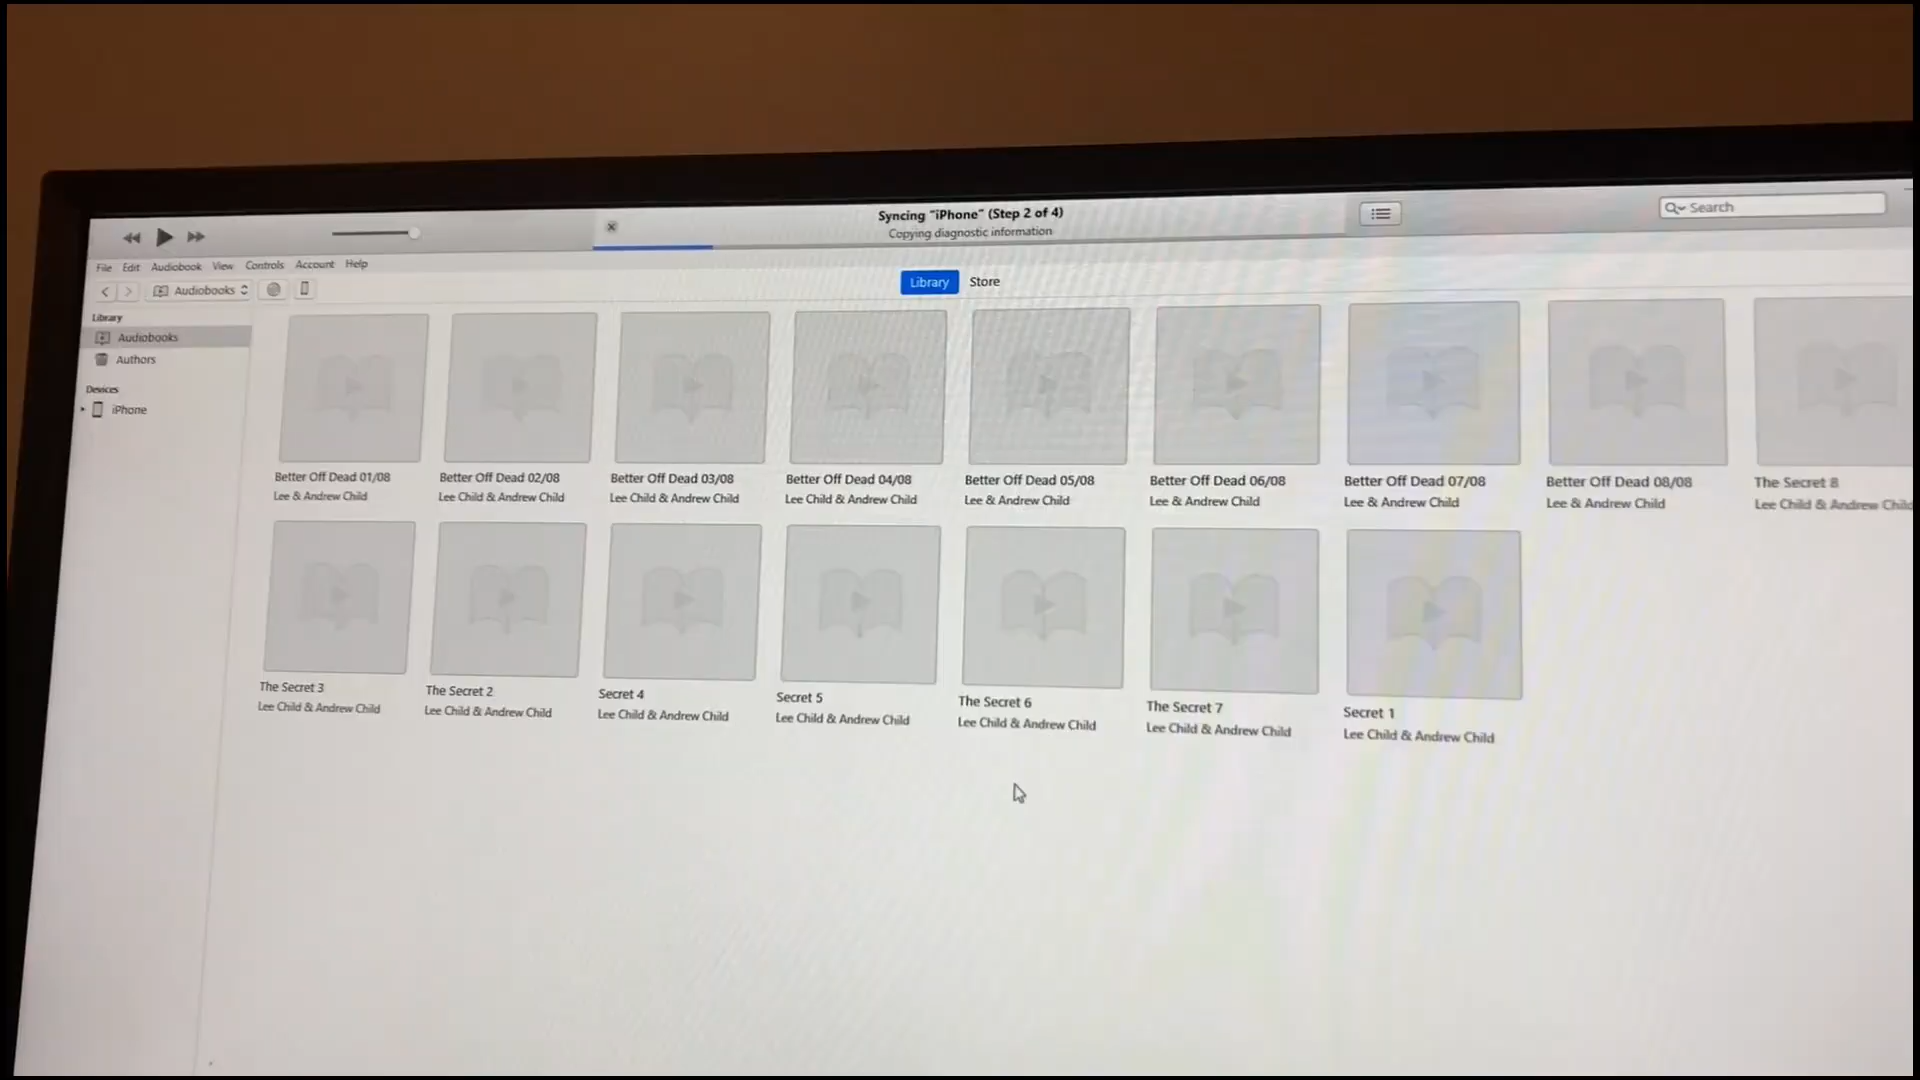 Syncing "iPhone" (Step 2 of 4)
Copying diagnostic information
Search
File Edit Audiobook View Controls Account Help
Audiobooks
Library Store
Library
Audiobooks
Authors
Devices
iPhone
Better Off Dead 01/08
Lee & Andrew Child
Better Off Dead 02/08
Lee Child & Andrew Child
Better Off Dead 03/08
Lee Child & Andrew Child
Better Off Dead 04/08
Lee Child & Andrew Child
Better Off Dead 05/08
Lee & Andrew Child
Better Off Dead 06/08
Lee & Andrew Child
Better Off Dead 07/08
Lee & Andrew Child
Better Off Dead 08/08
Lee & Andrew Child
The Secret 8
Lee Child & Andrew Child
The Secret 3
Lee Child & Andrew Child
The Secret 2
Lee Child & Andrew Child
Secret 4
Lee Child & Andrew Child
Secret 5
Lee Child & Andrew Child
The Secret 6
Lee Child & Andrew Child
The Secret 7
Lee Child & Andrew Child
Secret 1
Lee Child & Andrew Child